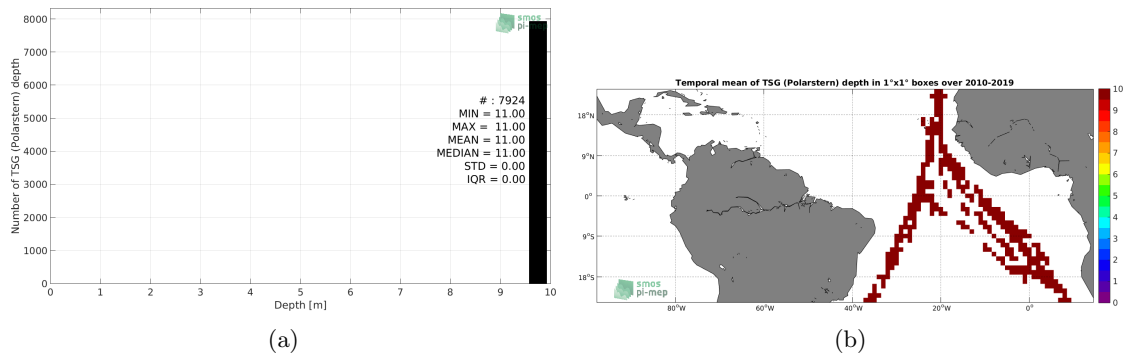 8000
7000
6000
5000
4000
3000
2000
1000
0
Number of TSG (Polarstern) depth
smos
pi-mep
# : 7924
MIN = 11.00
MAX = 11.00
MEAN = 11.00
MEDIAN = 11.00
STD = 0.00
IQR = 0.00
0 1 2 3 4 5 6 7 8 9 10
Depth [m]
(a)
Temporal mean of TSG (Polarstern) depth in 1°x1° boxes over 2010-2019
18°N
9°N
0°
9°S
18°S
80°W 60°W 40°W 20°W 0°
smos
pi-mep
10
9
8
7
6
5
4
3
2
1
0
(b)